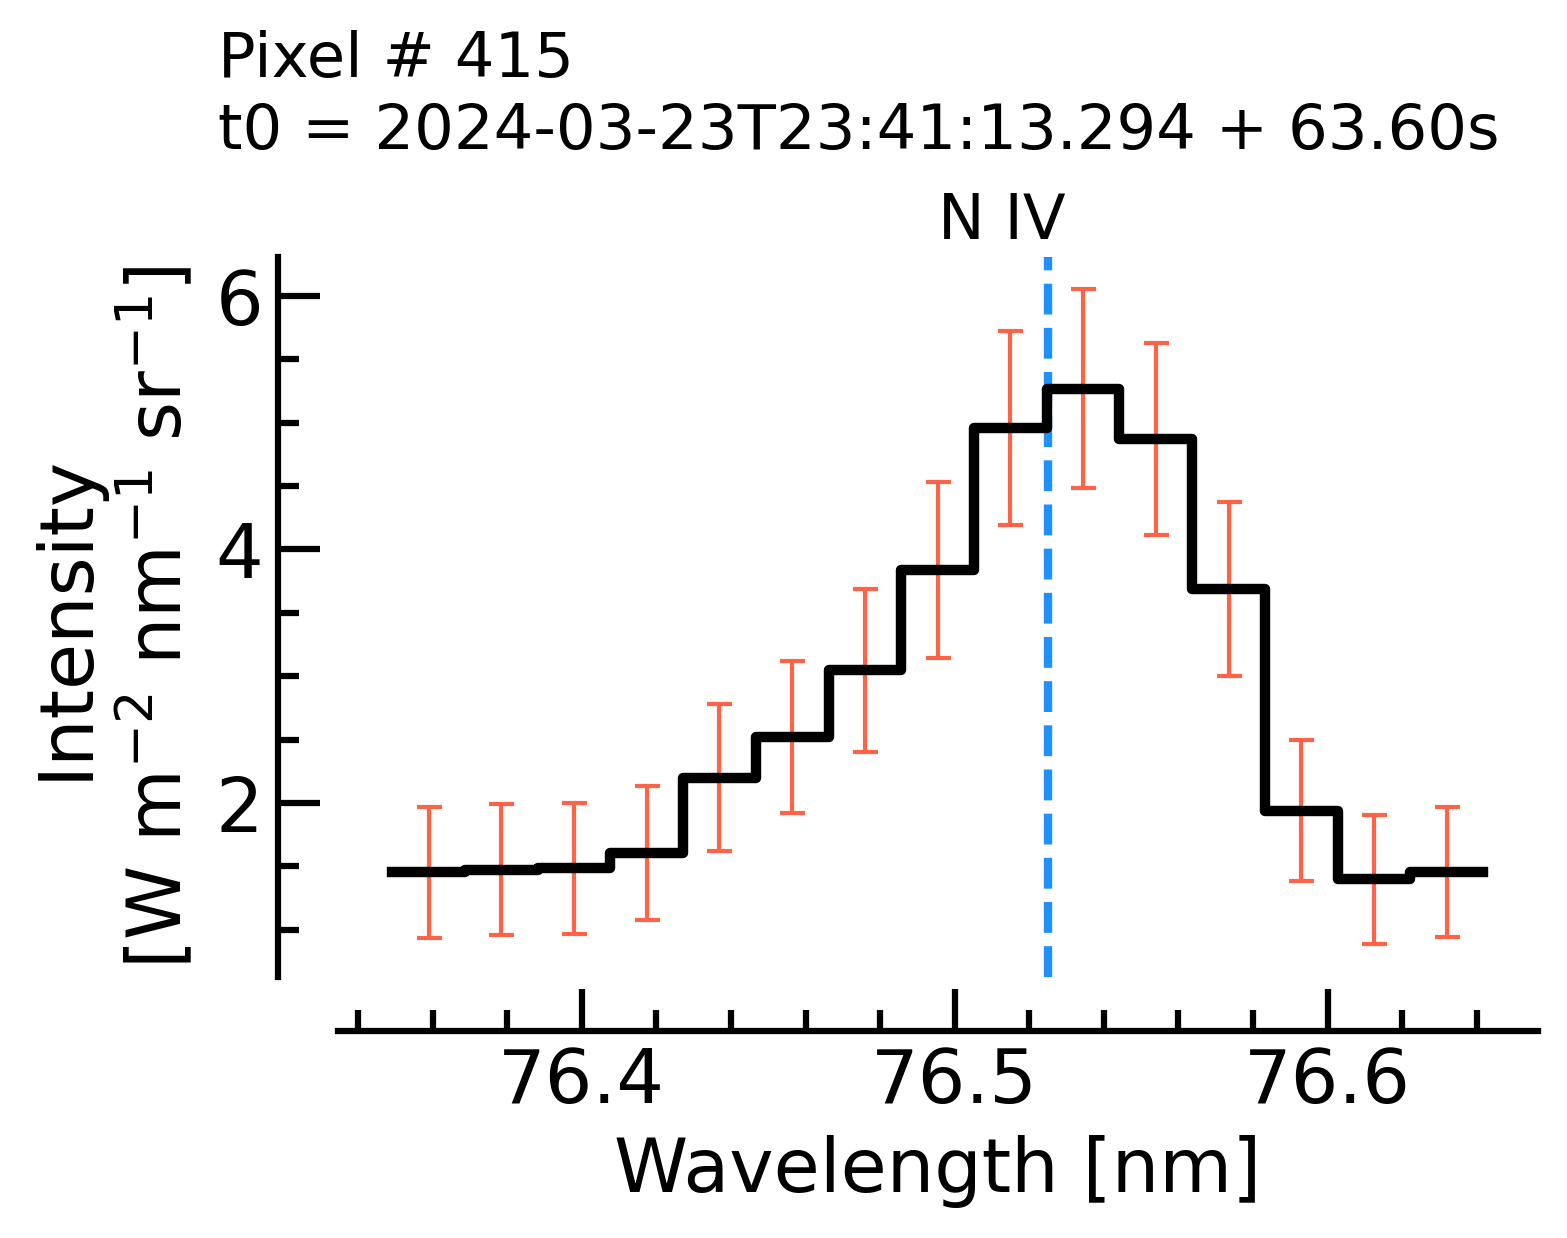 Pixel # 415
t0 = 2024-03-23T23:41:13.294 + 63.60s
N IV
Intensity
[W m⁻² nm⁻¹ sr⁻¹]
6
4
2
76.4 76.5 76.6
Wavelength [nm]